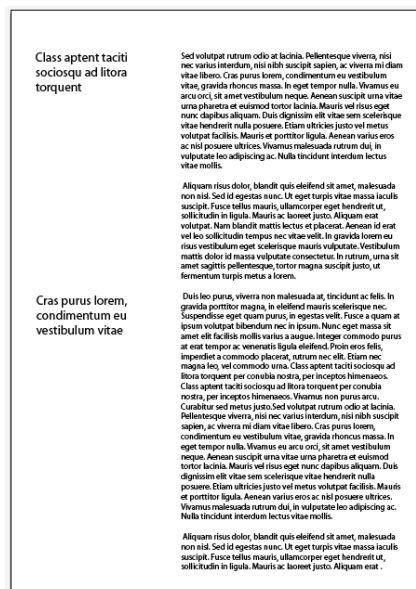 Class aptent taciti
sociosqu ad litora
torquent
Sed volutpat rutrum odio at lacinia. Pellentesque viverra, nisi
nec varius interdum, nisi nibh suscipit sapien, ac viverra mi diam
vitae libero. Cras purus lorem, condimentum eu vestibulum
vitae, gravida rhoncus massa. In eget tempor nulla. Vivamus eu
arcu orci, sit amet vestibulum neque. Aenean suscipit urna vitae
urna pharetra et euismod tortor lacinia. Mauris vel risus eget
nunc dapibus aliquam. Duis dignissim elit vitae sem scelerisque
vitae hendrerit nulla posuere. Etiam ultricies justo vel metus
volutpat facilisis. Mauris et porttitor ligula. Aenean varius eros
ac nisl posuere ultrices. Vivamus malesuada rutrum dui, in
vulputate leo adipiscing ac. Nulla tincidunt interdum lectus
vitae mollis.
Aliquam risus dolor, blandit quis eleifend sit amet, malesuada
non nisl. Sed id egestas nunc. Ut eget turpis vitae massa iaculis
suscipit. Fusce tellus mauris, ullamcorper eget hendrerit ut,
sollicitudin in ligula. Mauris ac laoreet justo. Aliquam erat
volutpat. Nam blandit mattis lectus et placerat. Aenean id erat
vel leo sollicitudin tempus nec vitae velit. In gravida lorem eu
risus vestibulum eget scelerisque mauris vulputate. Vestibulum
mattis dolor id massa vulputate consectetur. In rutrum, urna sit
amet sagittis pellentesque, tortor magna suscipit justo, ut
fermentum turpis metus a lorem.
Cras purus lorem,
condimentum eu
vestibulum vitae
Duis leo purus, viverra non malesuada at, tincidunt ac felis. In
gravida porttitor magna, in eleifend mauris scelerisque nec.
Suspendisse eget quam purus, in egestas velit. Fusce a quam at
ipsum volutpat bibendum nec in ipsum. Nunc eget massa sit
amet elit facilisis mollis varius a augue. Integer commodo purus
at erat tempor ac venenatis ligula eleifend. Proin eros felis,
imperdiet a commodo placerat, rutrum nec elit. Etiam nec
magna leo, vel commodo urna. Class aptent taciti sociosqu ad
litora torquent per conubia nostra, per inceptos himenaeos.
Class aptent taciti sociosqu ad litora torquent per conubia
nostra, per inceptos himenaeos. Vivamus non purus arcu.
Curabitur sed metus justo.Sed volutpat rutrum odio at lacinia.
Pellentesque viverra, nisi nec varius interdum, nisi nibh suscipit
sapien, ac viverra mi diam vitae libero. Cras purus lorem,
condimentum eu vestibulum vitae, gravida rhoncus massa. In
eget tempor nulla. Vivamus eu arcu orci, sit amet vestibulum
neque. Aenean suscipit urna vitae urna pharetra et euismod
tortor lacinia. Mauris vel risus eget nunc dapibus aliquam. Duis
dignissim elit vitae sem scelerisque vitae hendrerit nulla
posuere. Etiam ultricies justo vel metus volutpat facilisis. Mauris
et porttitor ligula. Aenean varius eros ac nisl posuere ultrices.
Vivamus malesuada rutrum dui, in vulputate leo adipiscing ac.
Nulla tincidunt interdum lectus vitae mollis.
Aliquam risus dolor, blandit quis eleifend sit amet, malesuada
non nisl. Sed id egestas nunc. Ut eget turpis vitae massa iaculis
suscipit. Fusce tellus mauris, ullamcorper eget hendrerit ut,
sollicitudin in ligula. Mauris ac laoreet justo. Aliquam erat .